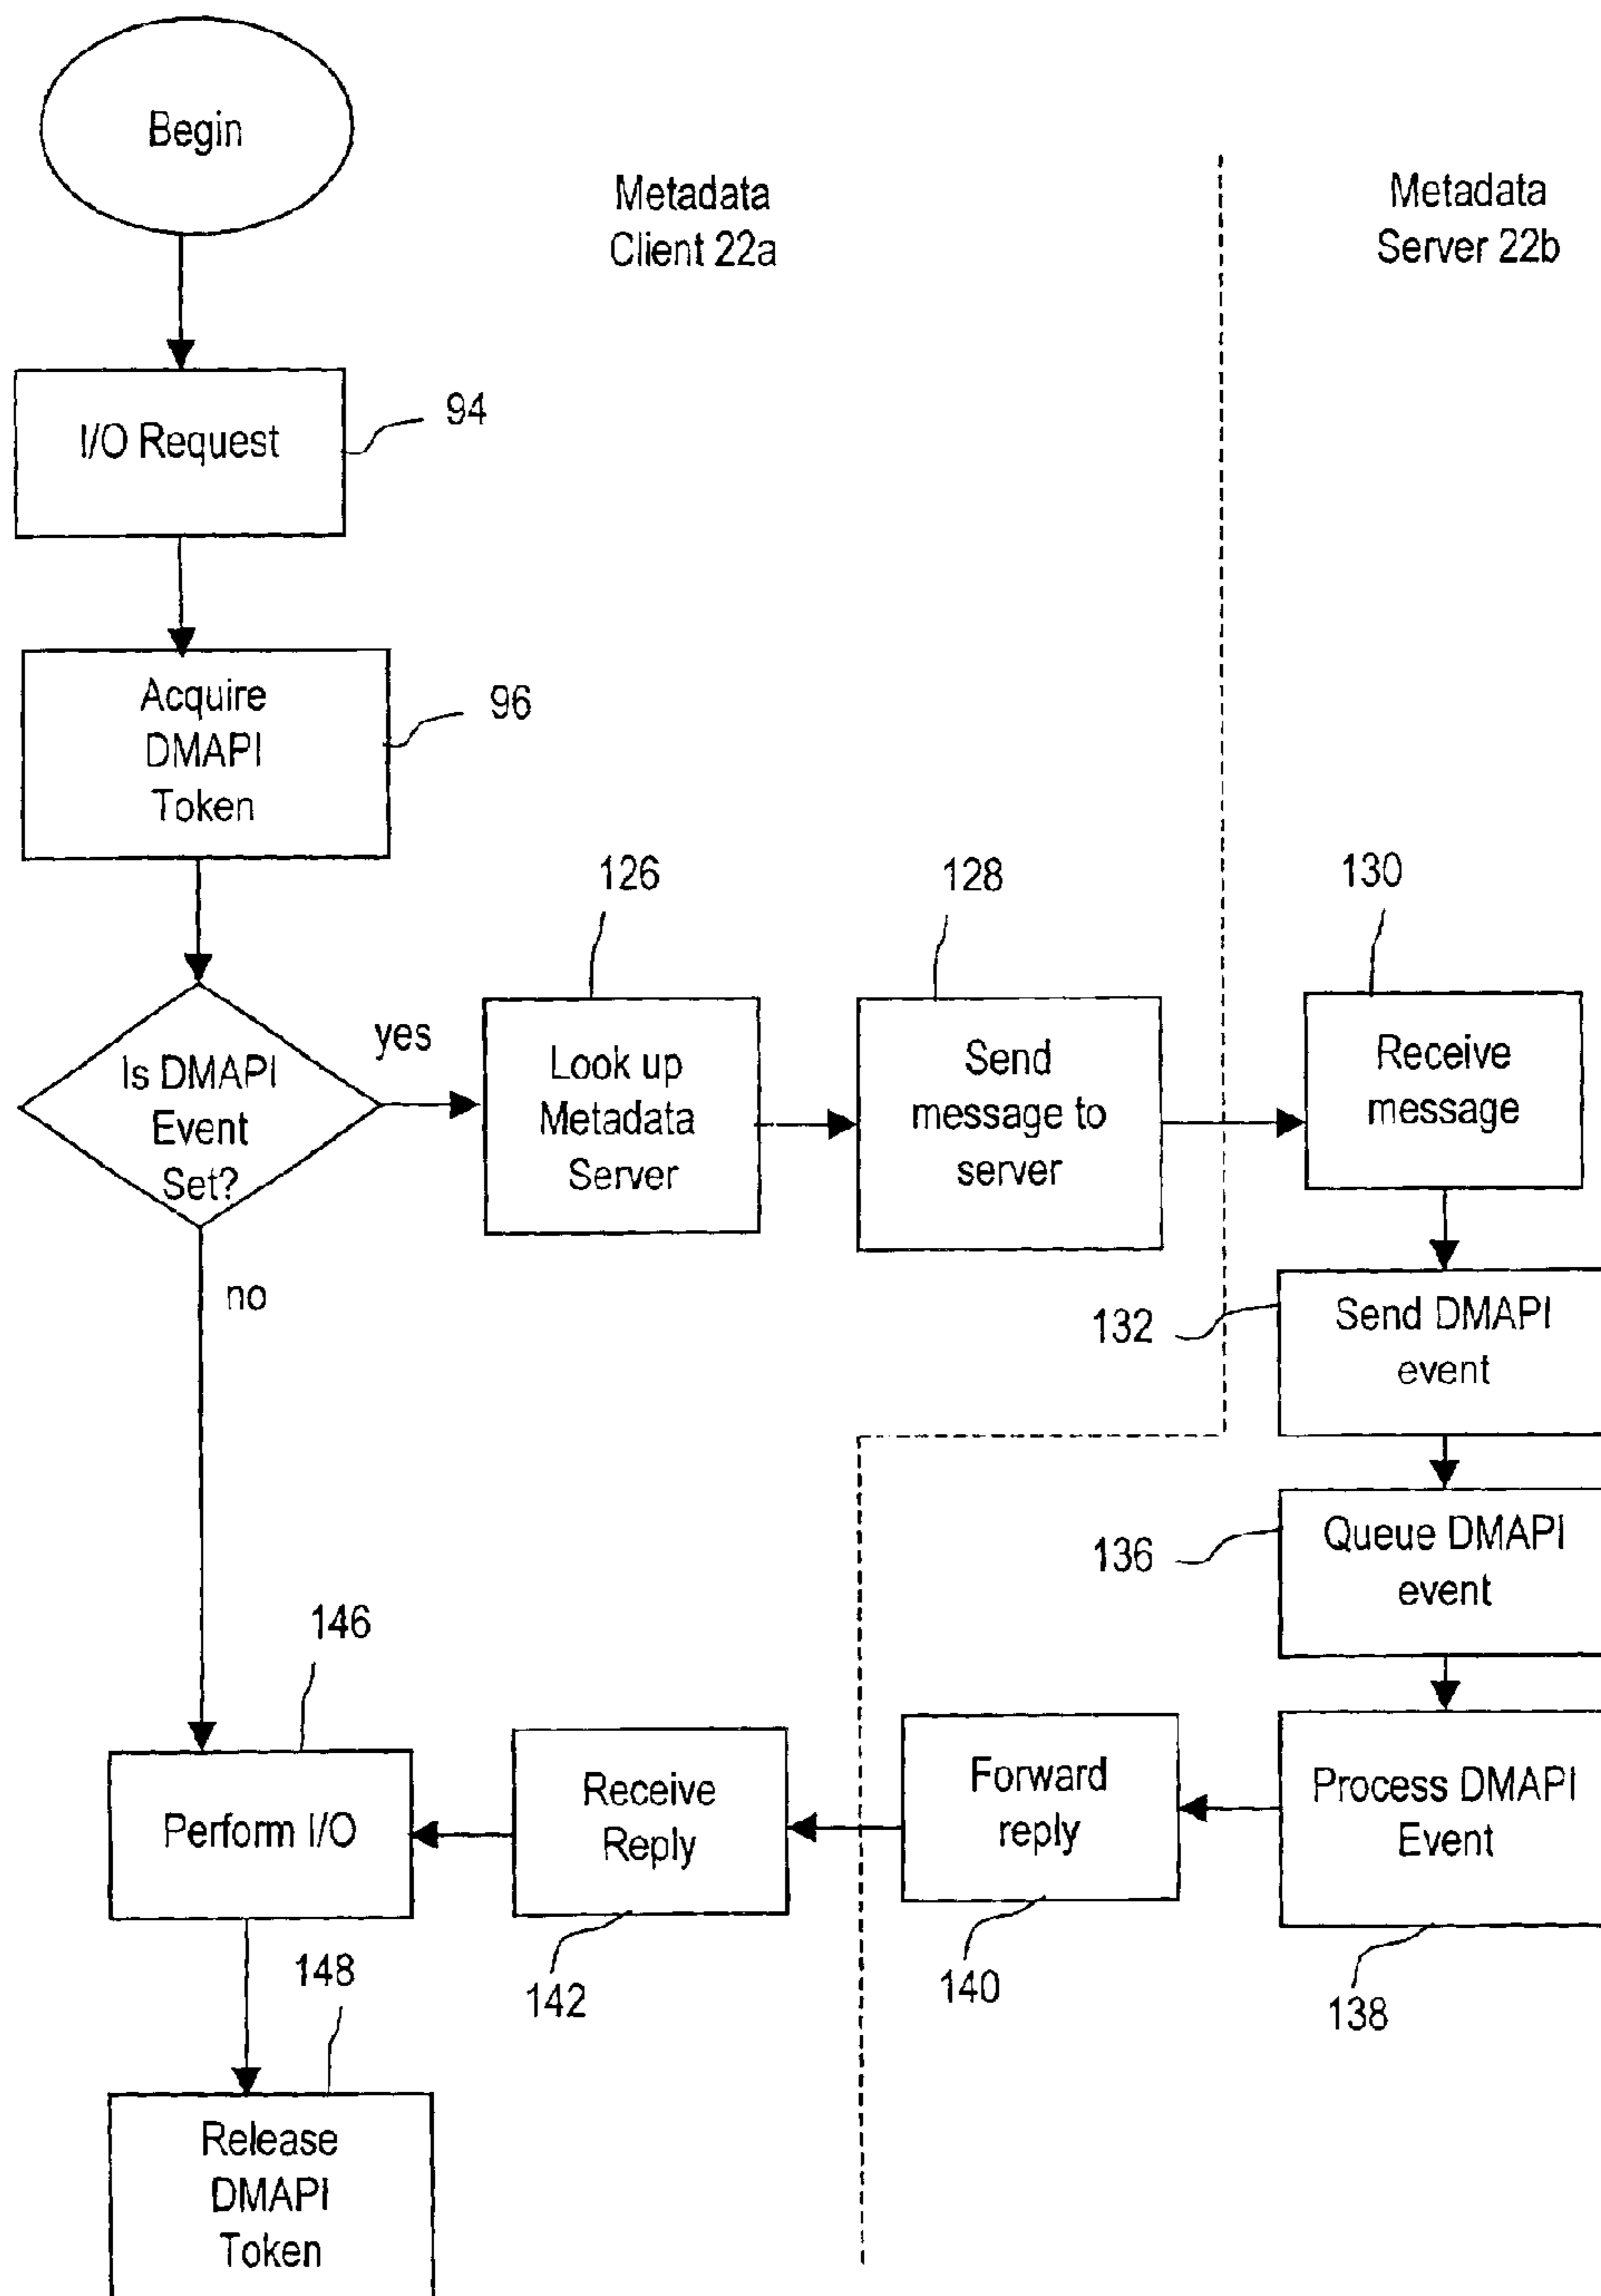 Begin
Metadata
Client 22a
Metadata
Server 22b
I/O Request
94
Acquire
DMAPI
Token
96
126
128
130
Is DMAPI
Event
Set?
yes
no
Look up
Metadata
Server
Send
message to
server
Receive
message
132
Send DMAPI
event
136
Queue DMAPI
event
146
Perform I/O
Receive
Reply
Forward
reply
Process DMAPI
Event
148
142
140
138
Release
DMAPI
Token